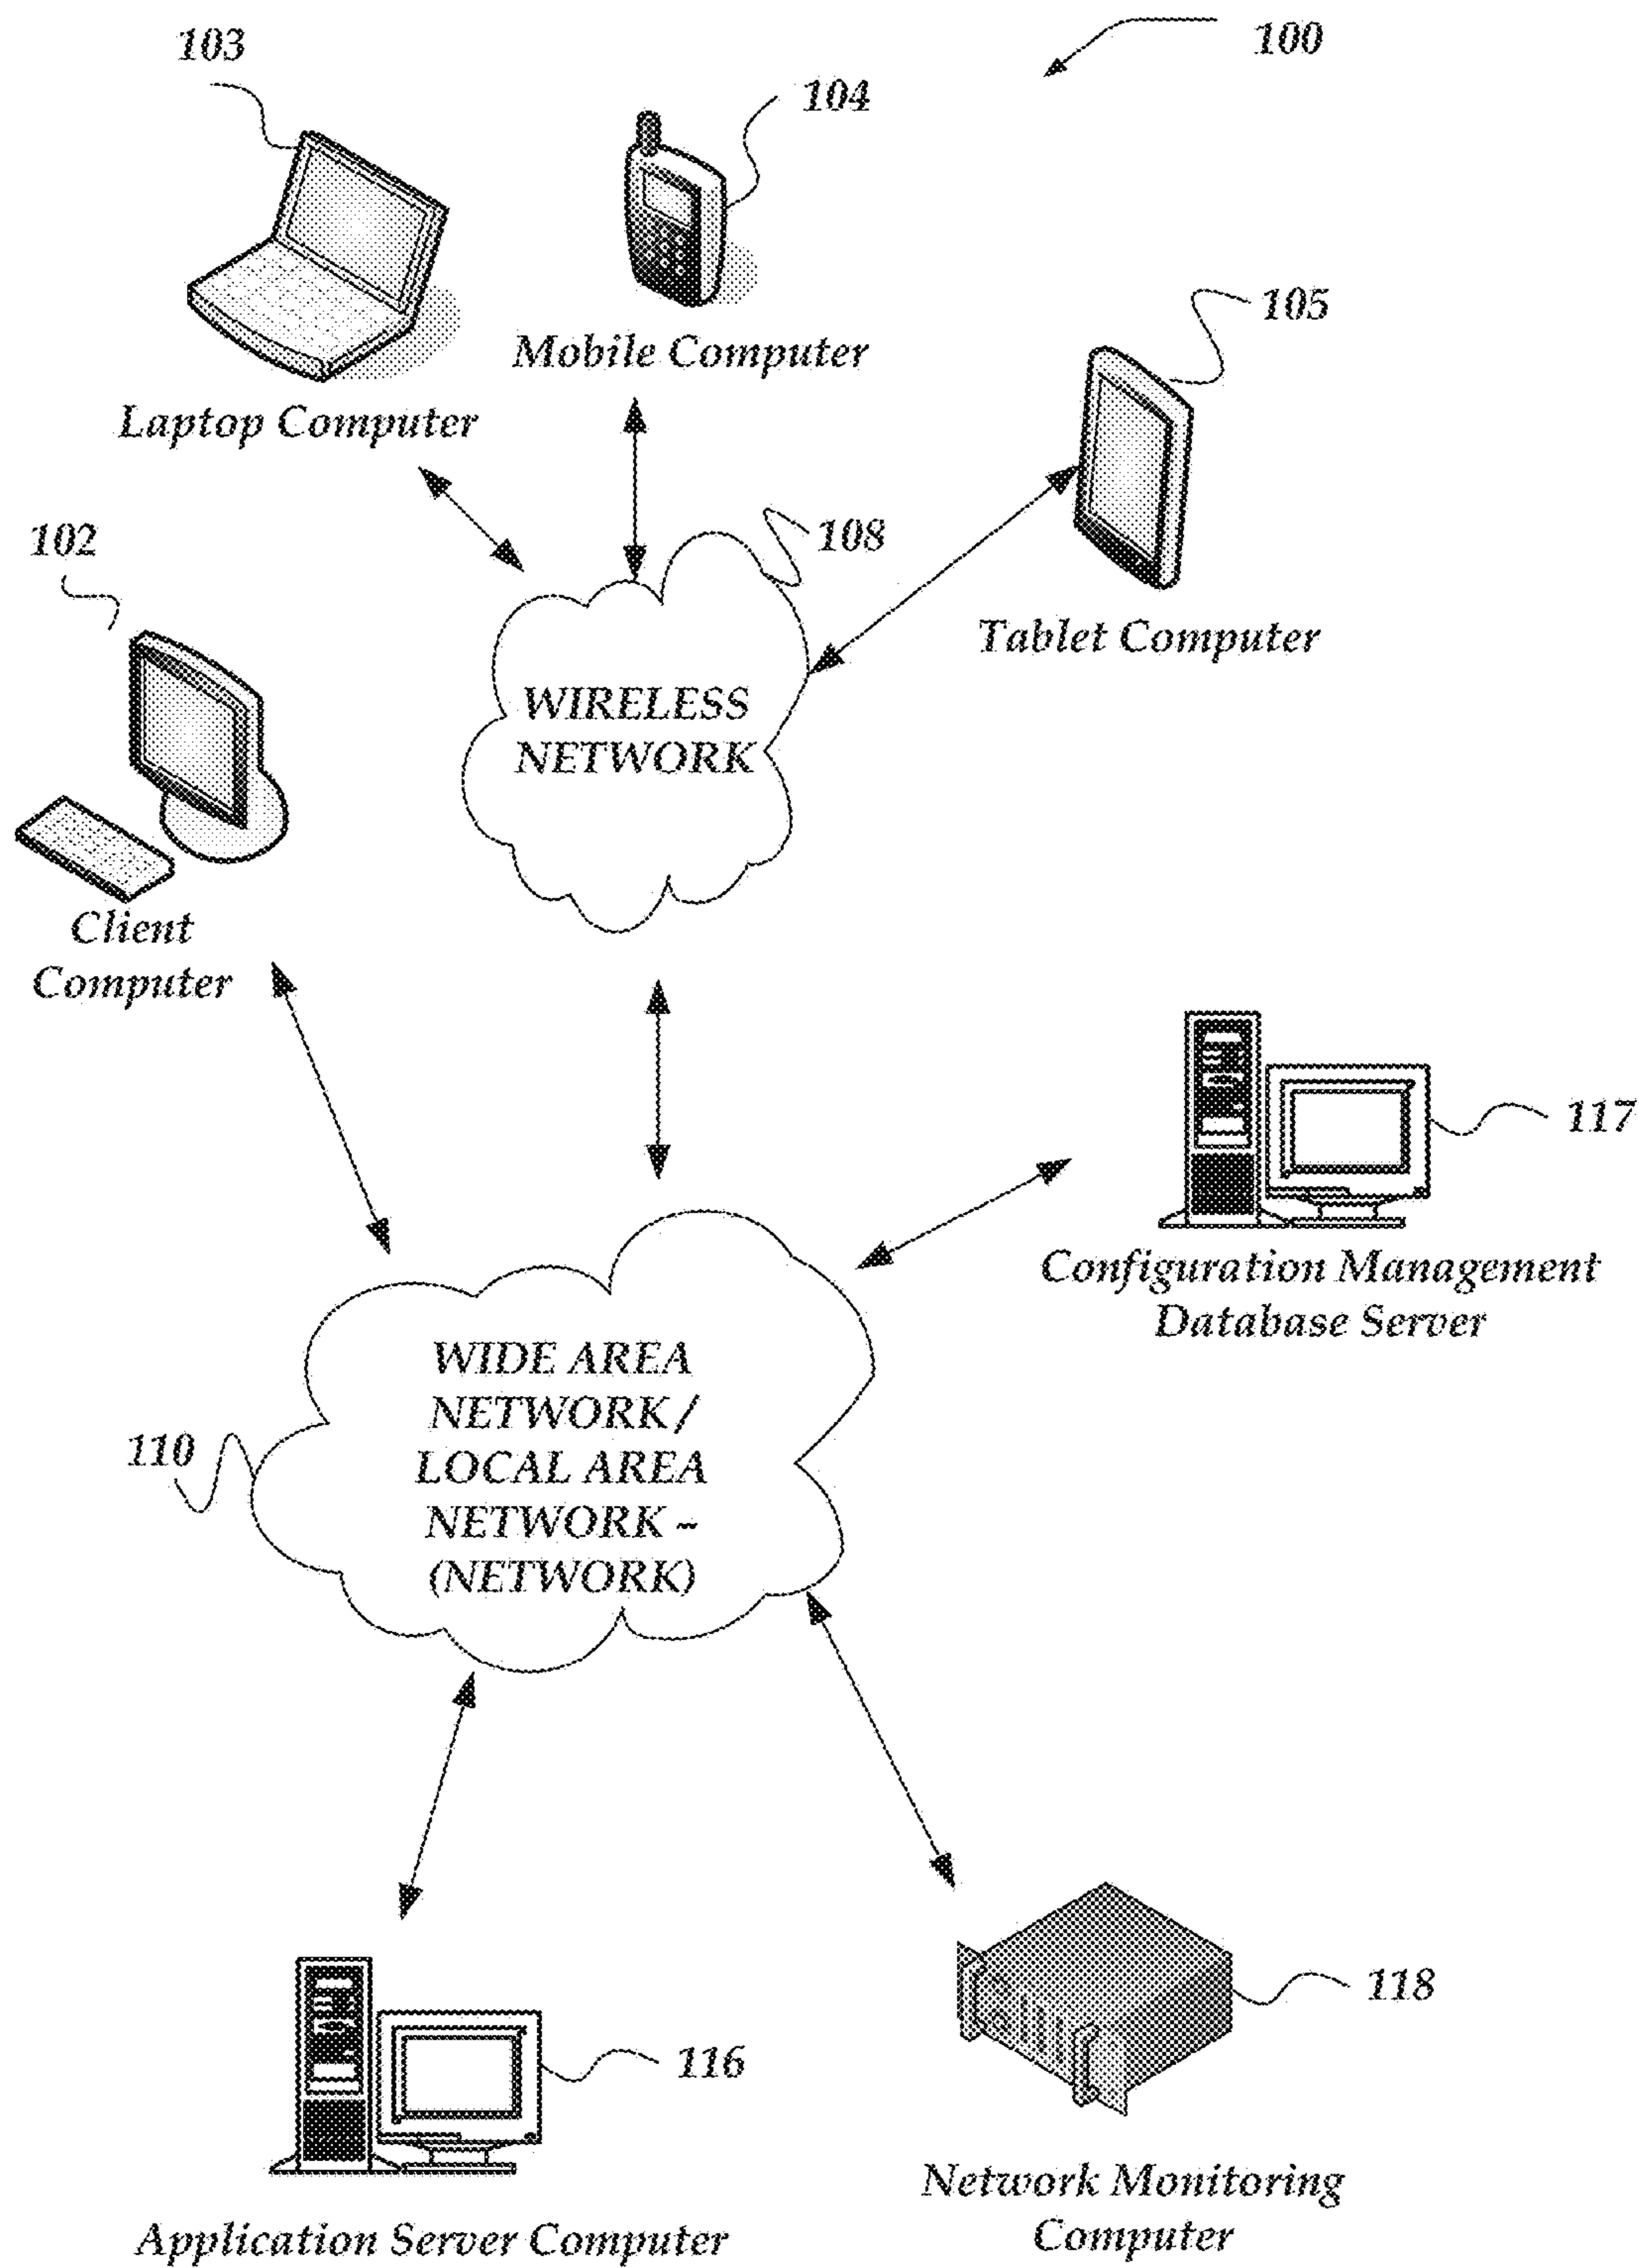 103
100
104
105
Mobile Computer
Laptop Computer
102
108
Tablet Computer
WIRELESS
NETWORK
Client
Computer
117
Configuration Management
Database Server
WIDE AREA
NETWORK /
LOCAL AREA
NETWORK –
(NETWORK)
110
118
116
Network Monitoring
Computer
Application Server Computer